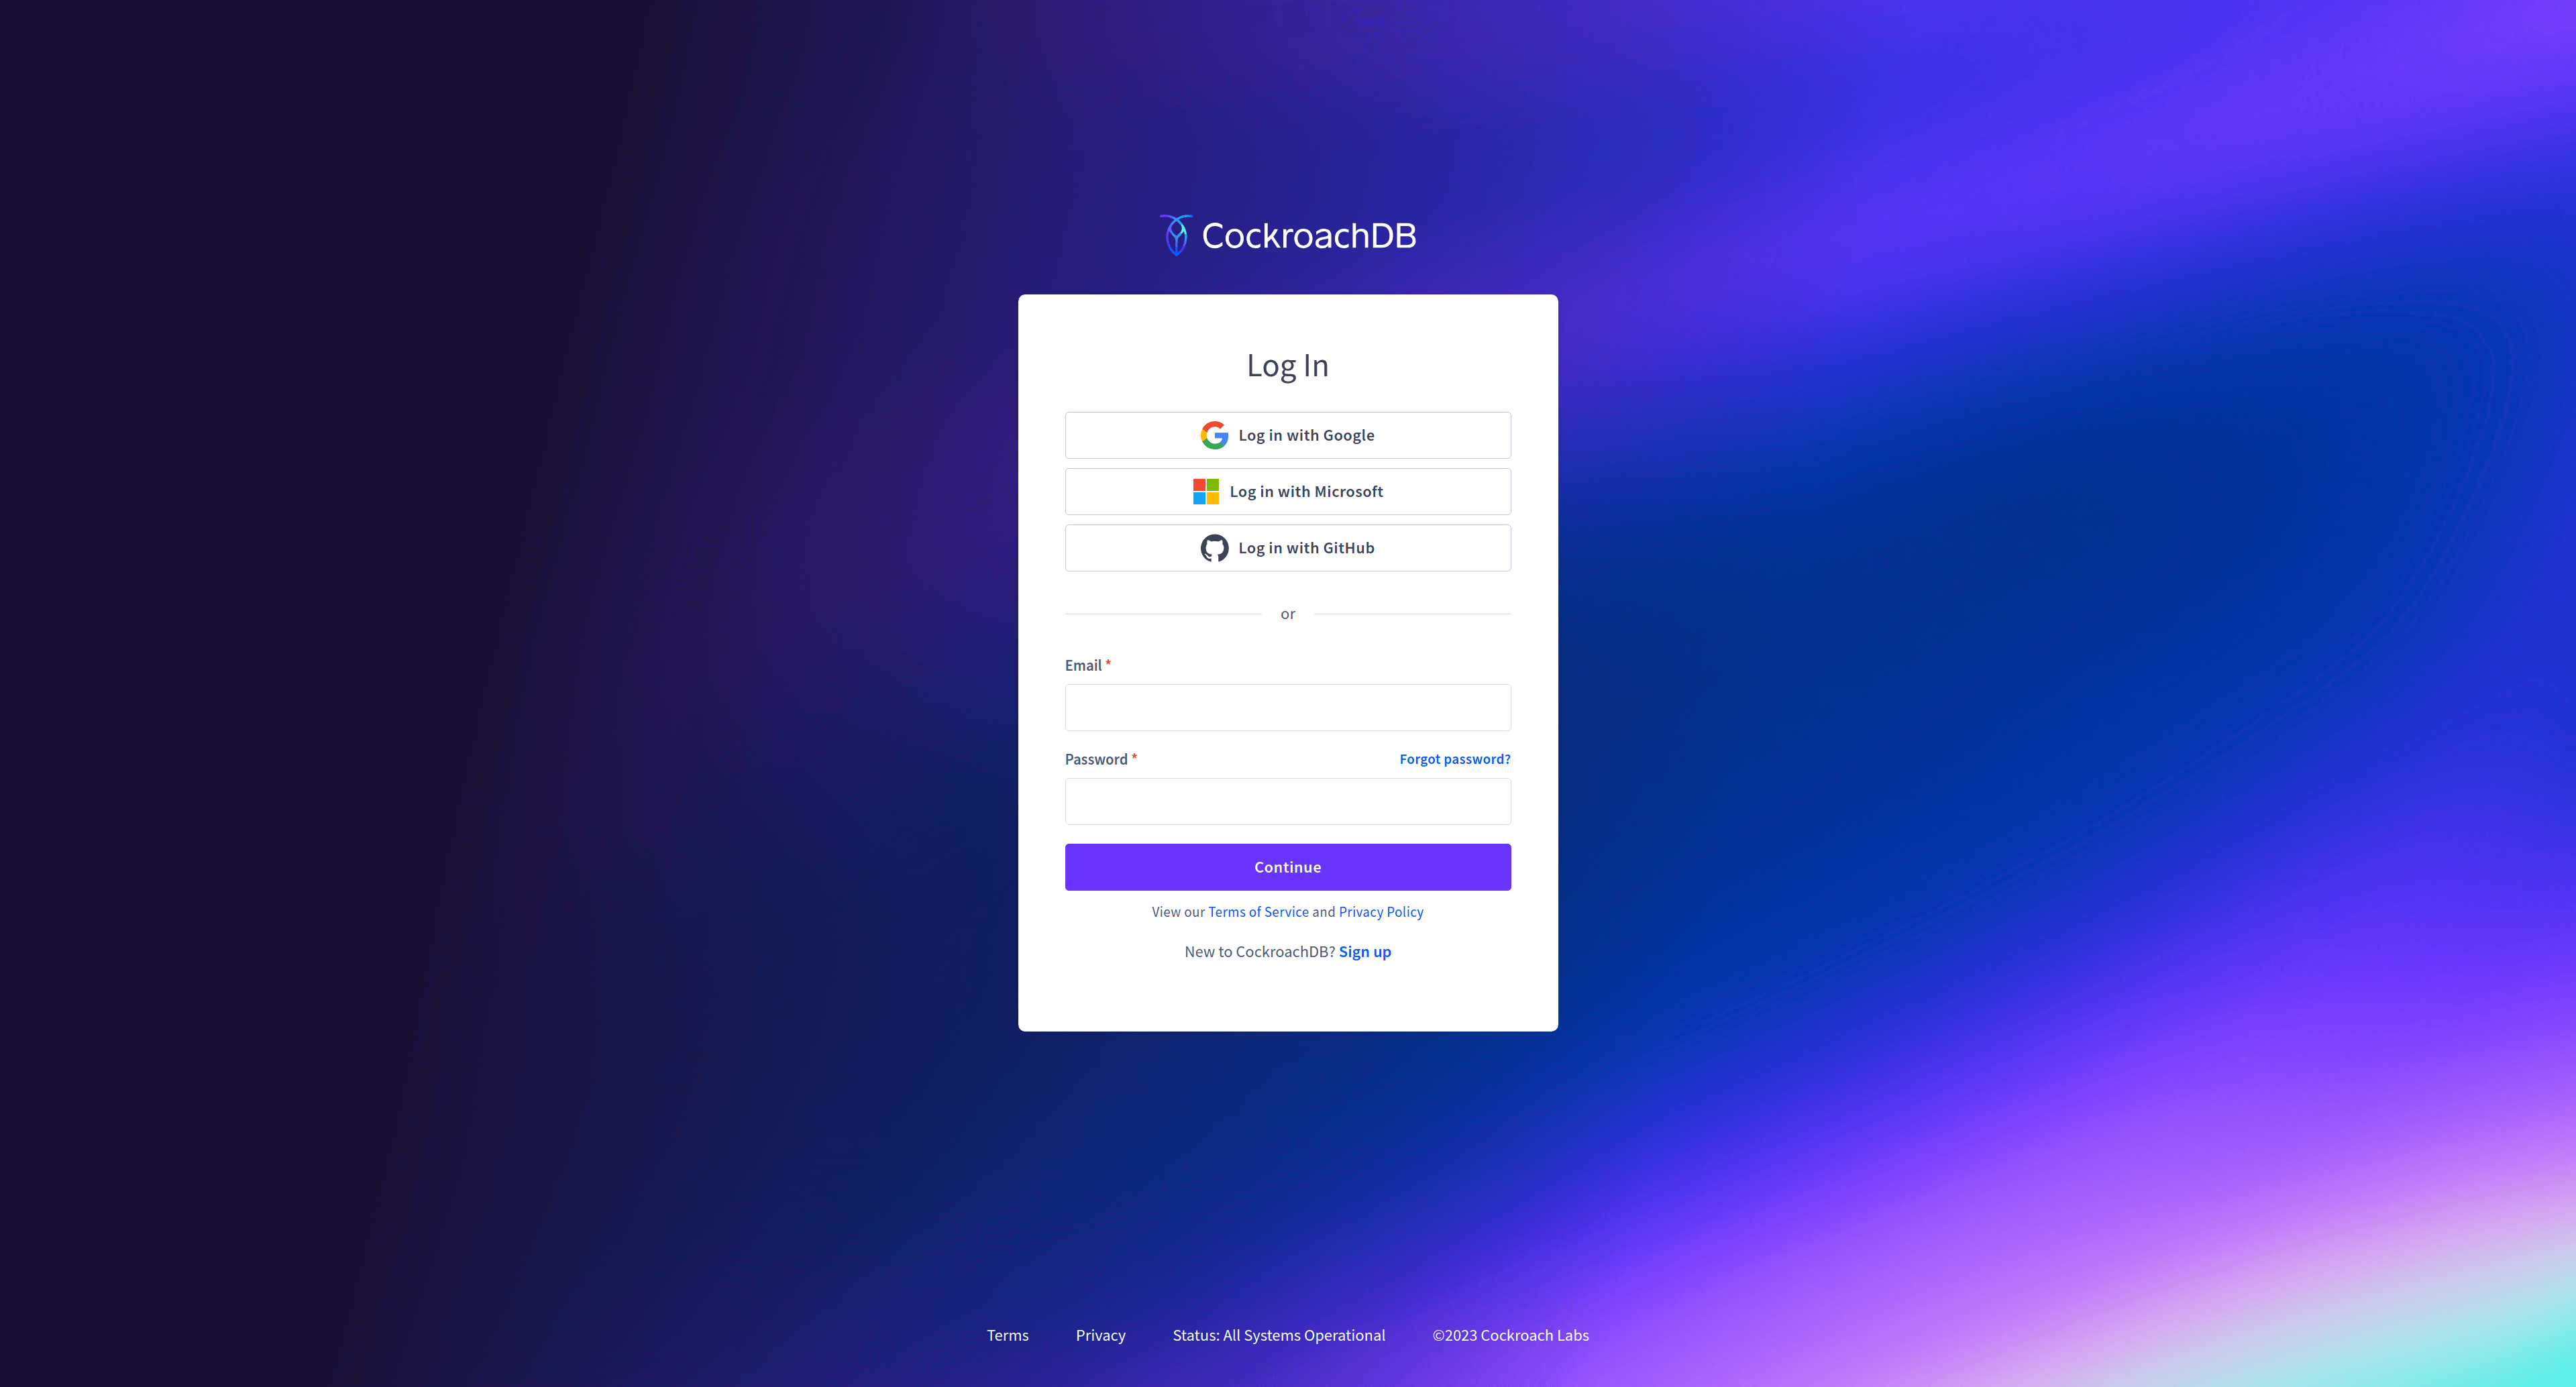 CockroachDB
Log In
Log in with Google
Log in with Microsoft
Log in with GitHub
or
Email *
Password * Forgot password?
Continue
View our Terms of Service and Privacy Policy
New to CockroachDB? Sign up
Terms Privacy Status: All Systems Operational ©2023 Cockroach Labs